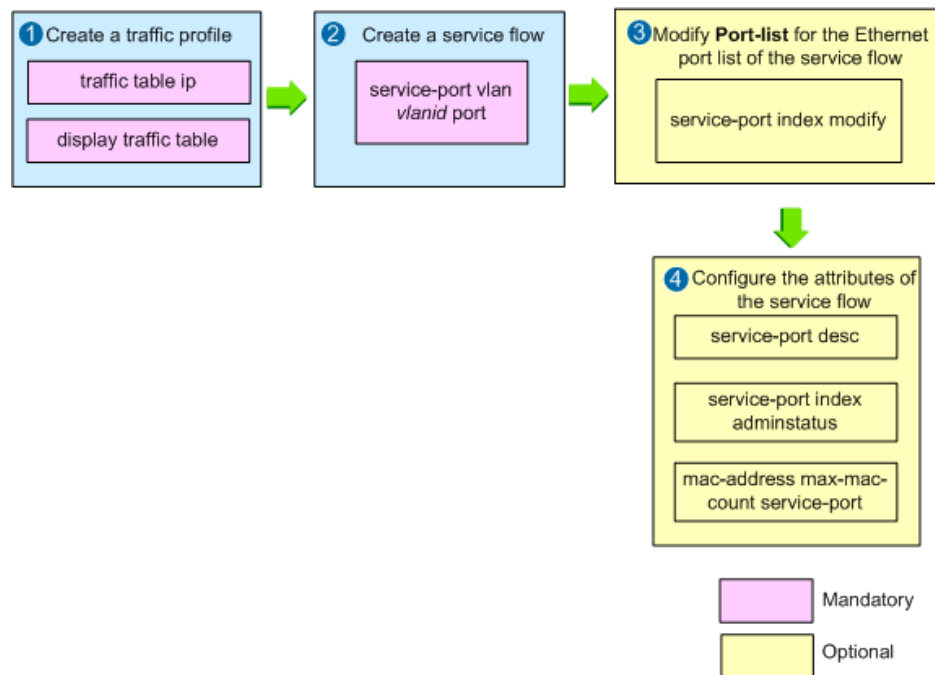 1 Create a traffic profile
traffic table ip
display traffic table
2 Create a service flow
service-port vlan
vlanid port
3 Modify Port-list for the Ethernet
port list of the service flow
service-port index modify
4 Configure the attributes of
the service flow
service-port desc
service-port index
adminstatus
mac-address max-mac-
count service-port
Mandatory
Optional